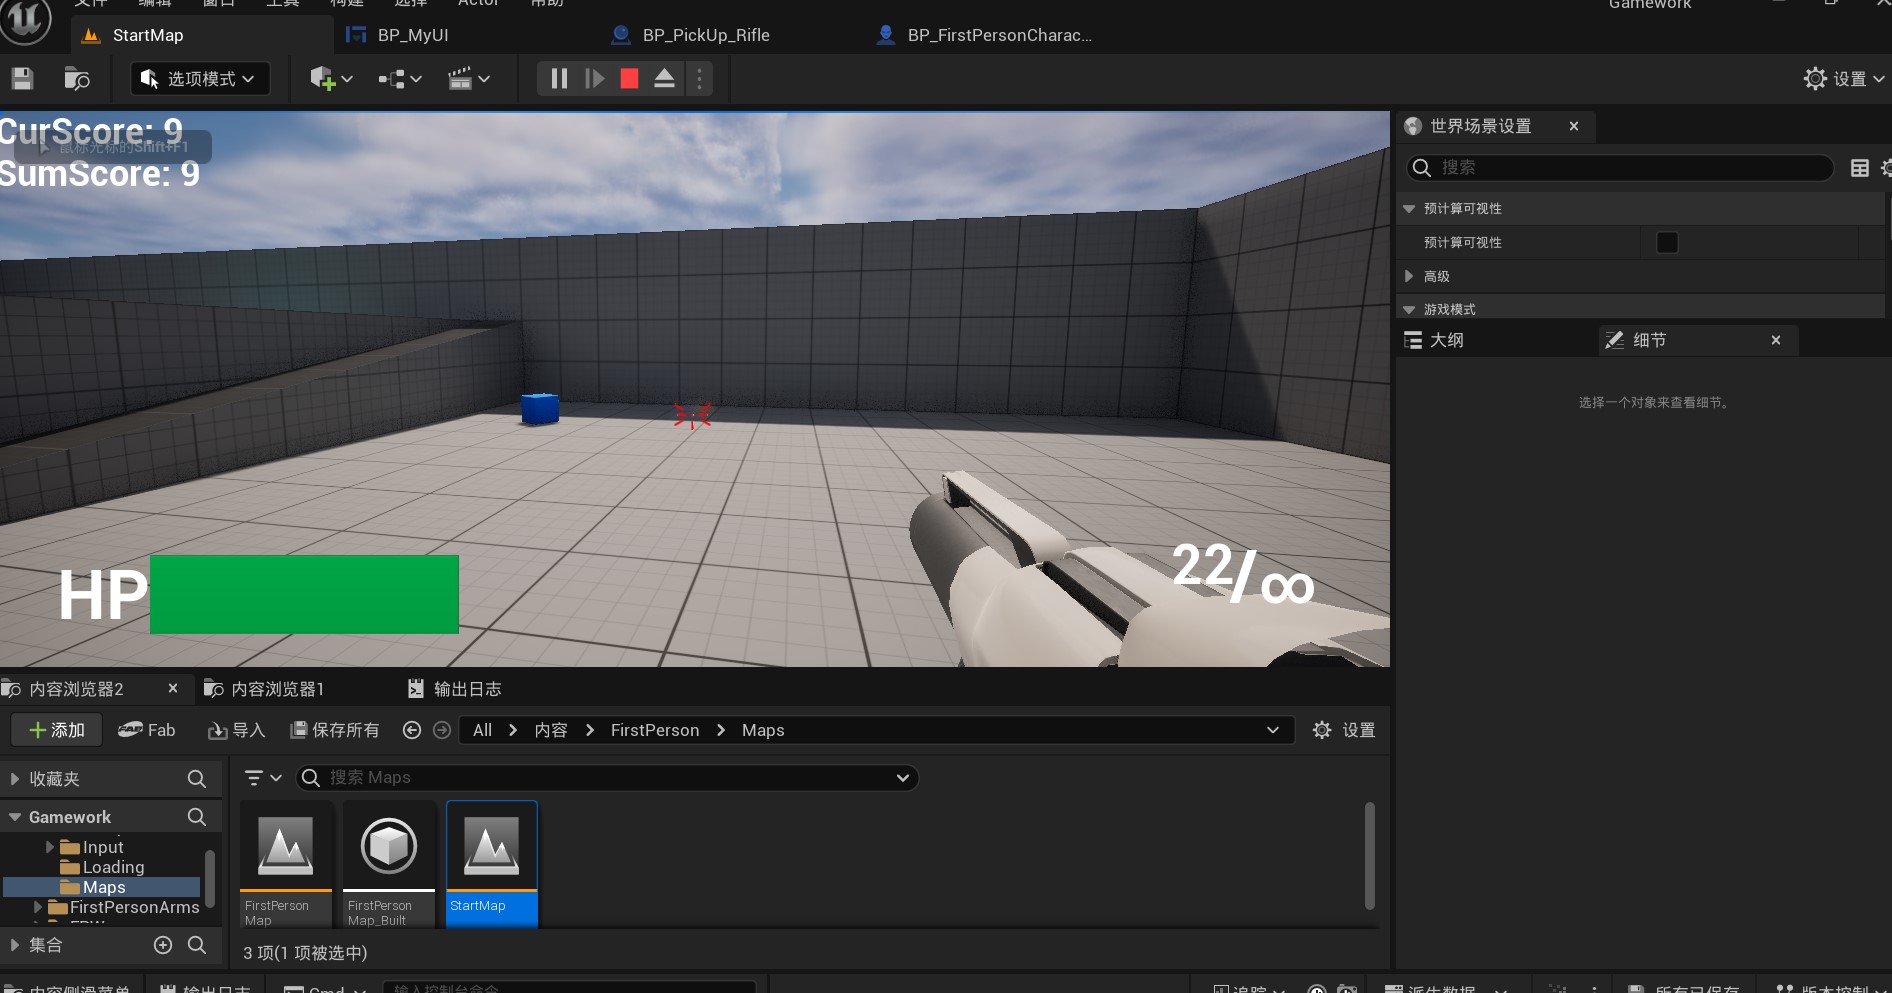 文件 编辑 窗口 工具 构建 选择 Actor 帮助
Gamework
StartMap
BP_MyUI
BP_PickUp_Rifle
BP_FirstPersonCharac...
选项模式
设置
CurScore: 9
鼠标光标的Shift+F1
SumScore: 9
HP
22/∞
世界场景设置
搜索
预计算可视性
预计算可视性
高级
游戏模式
大纲
细节
选择一个对象来查看细节。
内容浏览器2
内容浏览器1
输出日志
添加
Fab
导入
保存所有
All > 内容 > FirstPerson > Maps
设置
收藏夹
搜索 Maps
Gamework
Input
Loading
Maps
FirstPersonArms
集合
FirstPerson
Map
FirstPerson
Map_Built
StartMap
3 项(1 项被选中)
内容侧滑菜单
输出日志
Cmd
输入控制台命令
追踪
派生数据
所有已保存
版本控制